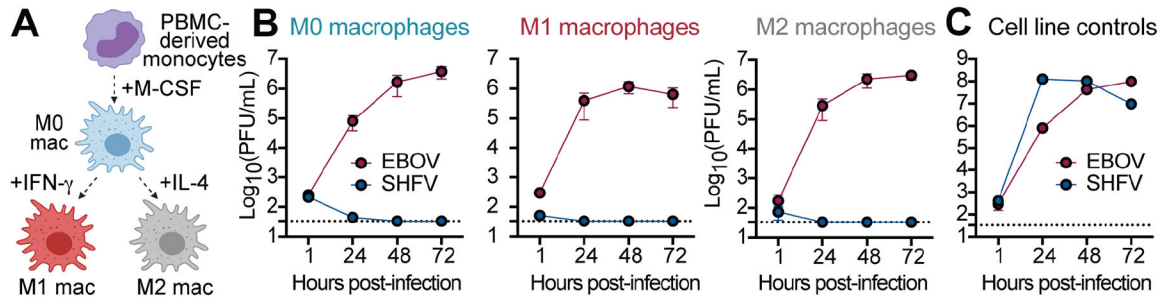 A
PBMC-
derived
monocytes
+M-CSF
M0
mac
+IFN-γ
+IL-4
M1 mac
M2 mac
B
M0 macrophages
Log10(PFU/mL)
7
6
5
4
3
2
1
EBOV
SHFV
1 24 48 72
Hours post-infection
M1 macrophages
7
6
5
4
3
2
1
1 24 48 72
Hours post-infection
M2 macrophages
Log10(PFU/mL)
7
6
5
4
3
2
1
1 24 48 72
Hours post-infection
C
Cell line controls
9
8
7
6
5
4
3
2
1
EBOV
SHFV
1 24 48 72
Hours post-infection